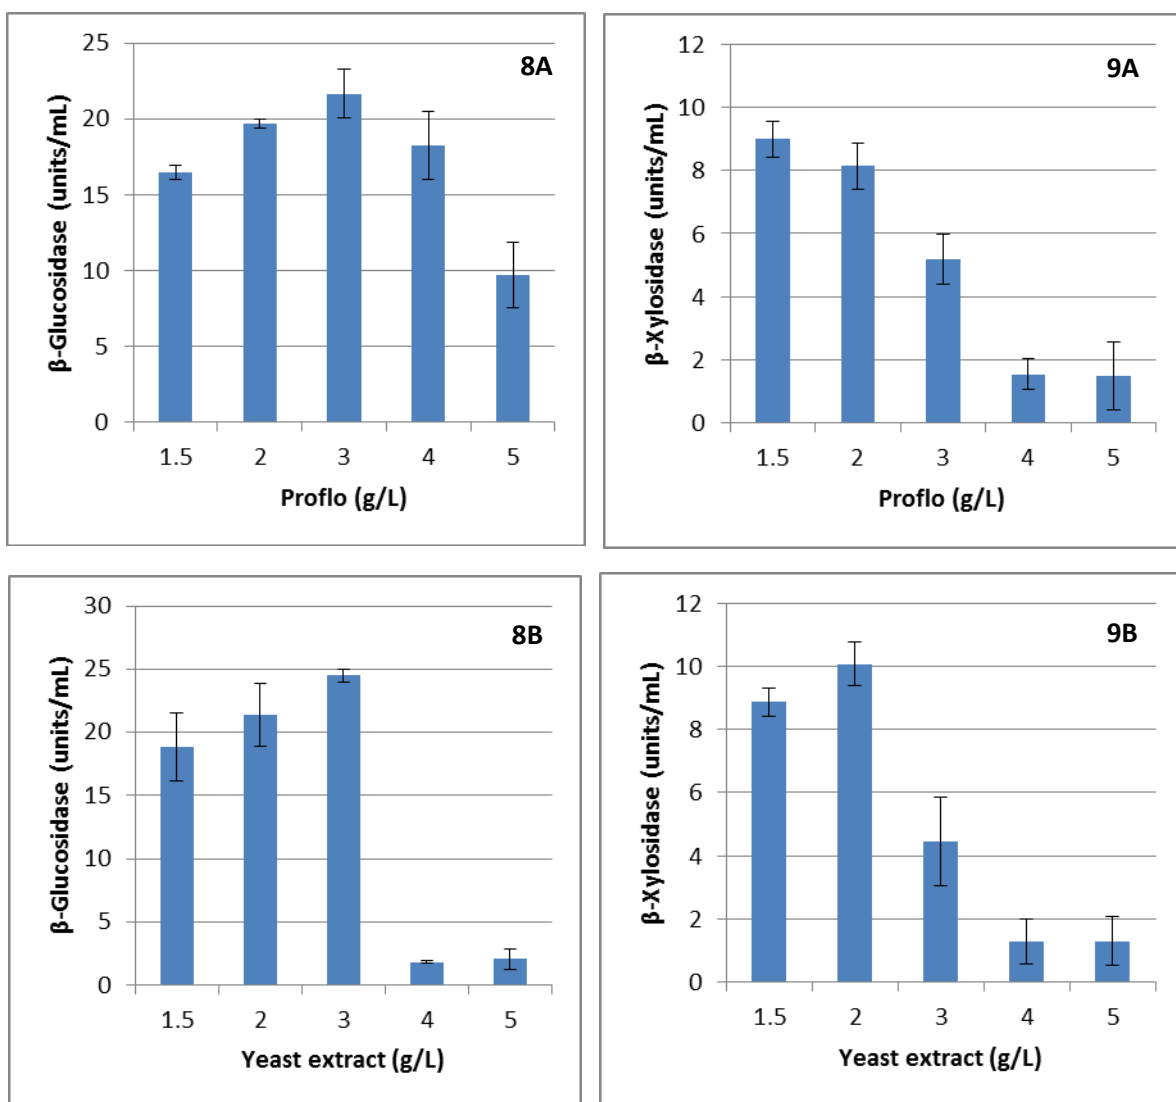 8A
β-Glucosidase (units/mL)
25
20
15
10
5
0
1.5 2 3 4 5
Proflo (g/L)
9A
β-Xylosidase (units/mL)
12
10
8
6
4
2
0
1.5 2 3 4 5
Proflo (g/L)
8B
β-Glucosidase (units/mL)
30
25
20
15
10
5
0
1.5 2 3 4 5
Yeast extract (g/L)
9B
β-Xylosidase (units/mL)
12
10
8
6
4
2
0
1.5 2 3 4 5
Yeast extract (g/L)